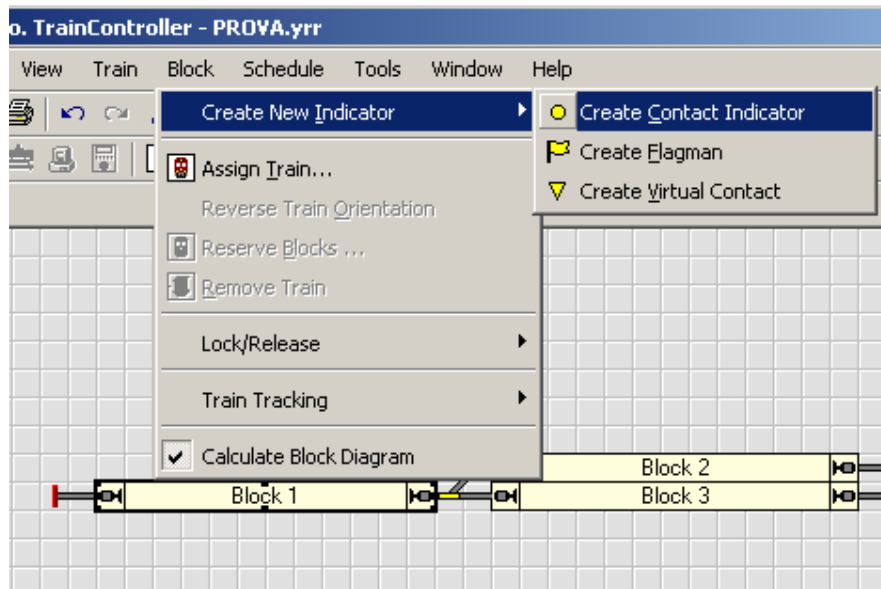 o. TrainController - PROVA.yrr
View Train Block Schedule Tools Window Help
Create New Indicator
Create Contact Indicator
Create Flagman
Create Virtual Contact
Assign Train...
Reverse Train Orientation
Reserve Blocks ...
Remove Train
Lock/Release
Train Tracking
Calculate Block Diagram
Block 2
Block 1
Block 3